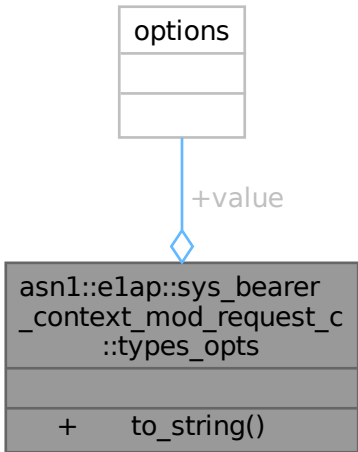 options
+value
asn1::e1ap::sys_bearer
_context_mod_request_c
::types_opts
+ to_string()